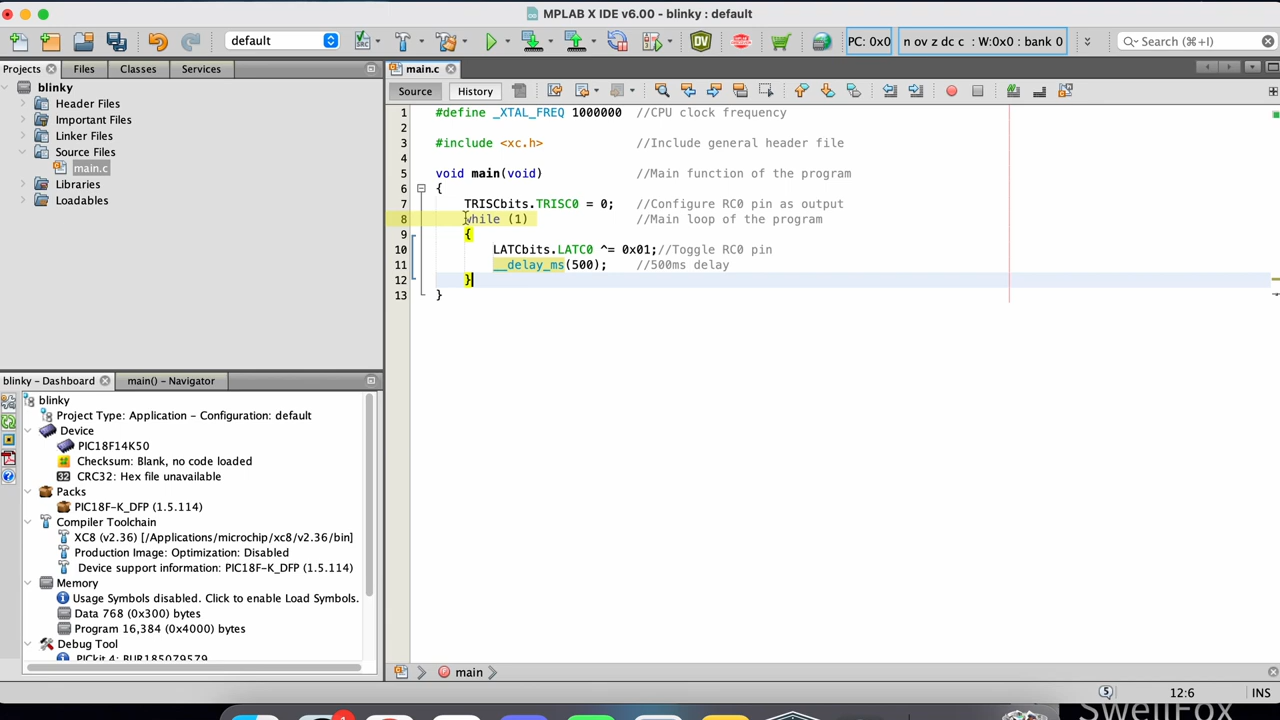 MPLAB X IDE v6.00 - blinky : default
default
PC: 0x0
n ov z dc c : W:0x0 : bank 0
Search (⌘+I)
Projects
Files
Classes
Services
main.c
Source
History
blinky
Header Files
Important Files
Linker Files
Source Files
main.c
Libraries
Loadables
1 #define _XTAL_FREQ 1000000 //CPU clock frequency
2
3 #include <xc.h> //Include general header file
4
5 void main(void) //Main function of the program
6 {
7 TRISCbits.TRISC0 = 0; //Configure RC0 pin as output
8 while (1) //Main loop of the program
9 {
10 LATCbits.LATC0 ^= 0x01;//Toggle RC0 pin
11 __delay_ms(500); //500ms delay
12 }
13 }
blinky - Dashboard
main() - Navigator
blinky
Project Type: Application - Configuration: default
Device
PIC18F14K50
Checksum: Blank, no code loaded
32 CRC32: Hex file unavailable
Packs
PIC18F-K_DFP (1.5.114)
Compiler Toolchain
XC8 (v2.36) [/Applications/microchip/xc8/v2.36/bin]
Production Image: Optimization: Disabled
Device support information: PIC18F-K_DFP (1.5.114)
Memory
Usage Symbols disabled. Click to enable Load Symbols.
Data 768 (0x300) bytes
Program 16,384 (0x4000) bytes
Debug Tool
PICkit 4: BUR185079579
main
5
12:6
INS
SwellFox